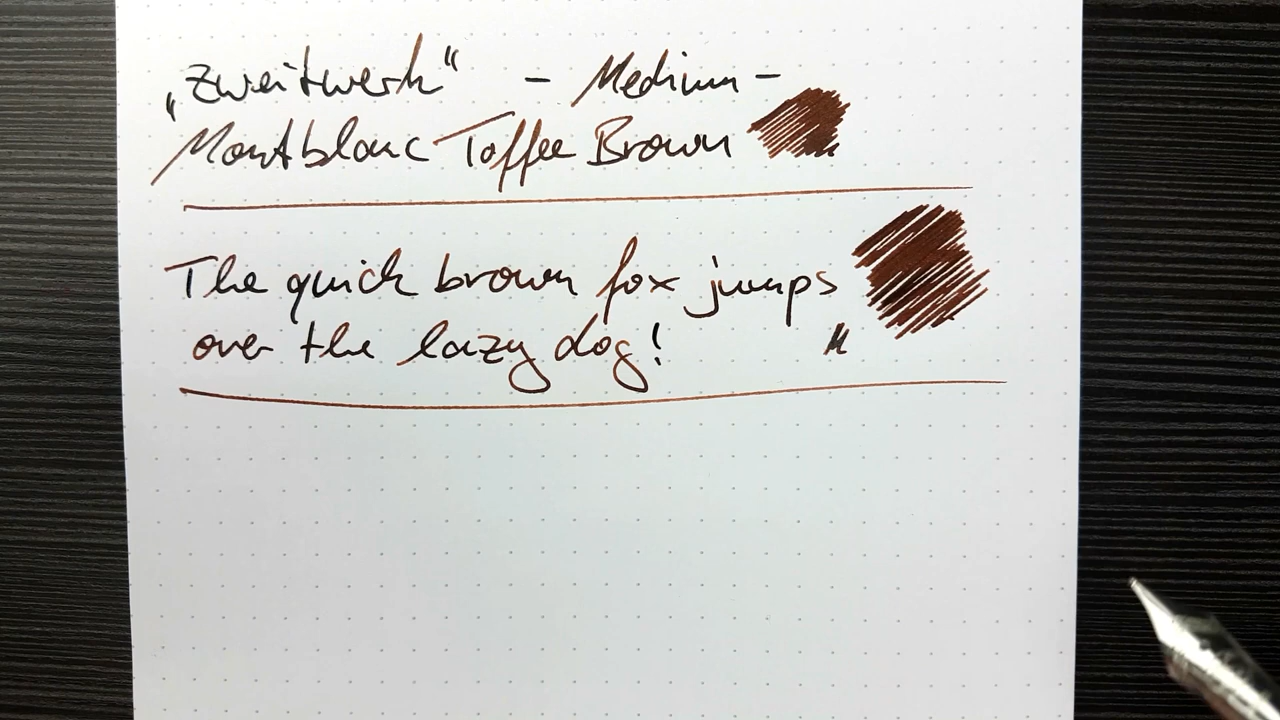 „Zweitwerk“ - Medium -
Montblanc Toffee Brown
The quick brown fox jumps
over the lazy dog!